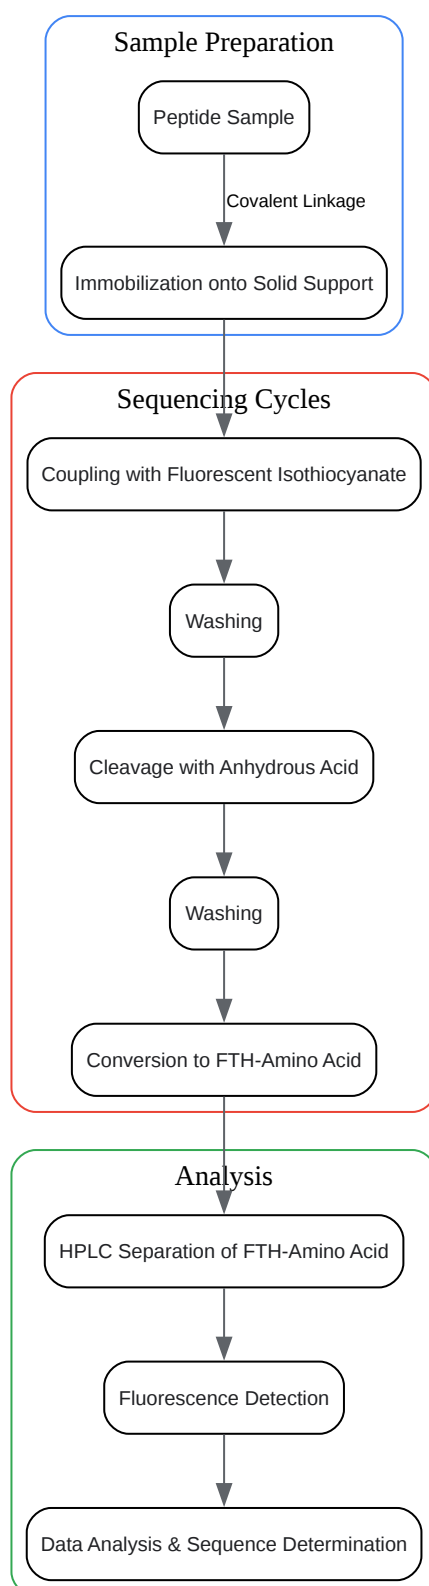 Sample Preparation
Peptide Sample
Covalent Linkage
Immobilization onto Solid Support
Sequencing Cycles
Coupling with Fluorescent Isothiocyanate
Washing
Cleavage with Anhydrous Acid
Washing
Conversion to FTH-Amino Acid
Analysis
HPLC Separation of FTH-Amino Acid
Fluorescence Detection
Data Analysis & Sequence Determination